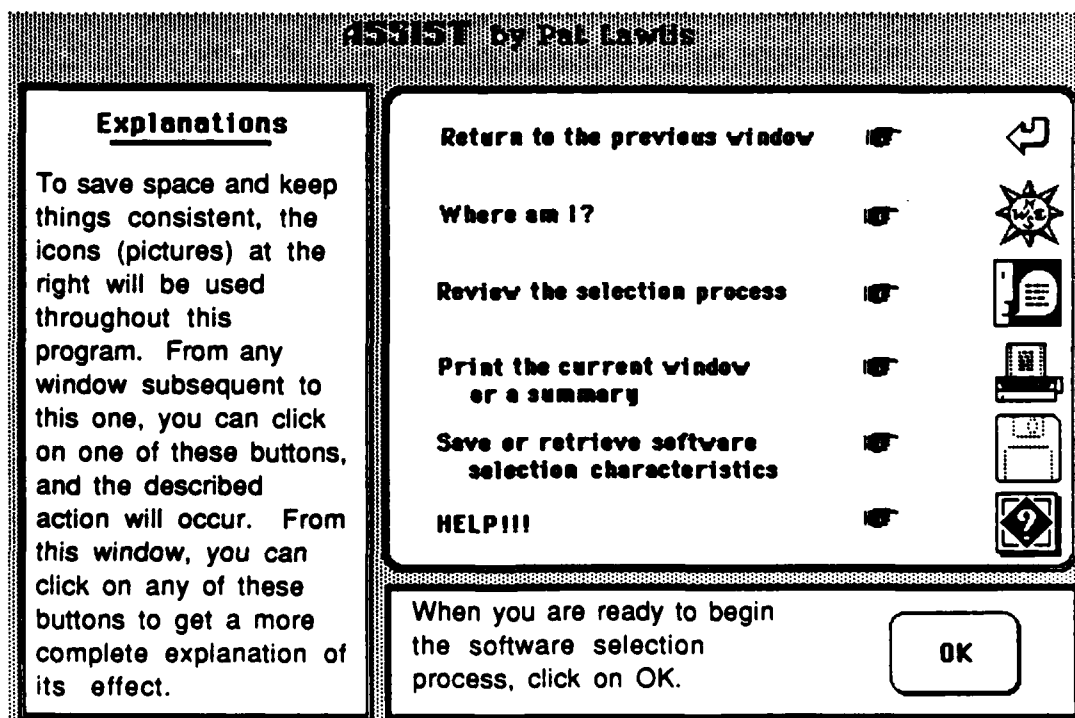 ASSIST by Pat Lawlis
Explanations
To save space and keep
things consistent, the
icons (pictures) at the
right will be used
throughout this
program. From any
window subsequent to
this one, you can click
on one of these buttons,
and the described
action will occur. From
this window, you can
click on any of these
buttons to get a more
complete explanation of
its effect.
Return to the previous window
Where am I?
N
W E
S
Review the selection process
Print the current window
or a summary
Save or retrieve software
selection characteristics
HELP!!!
?
When you are ready to begin
the software selection
process, click on OK.
OK